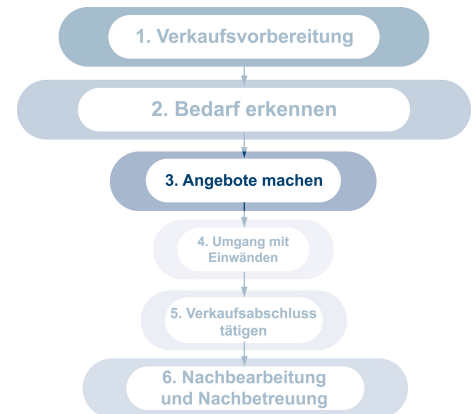 1. Verkaufsvorbereitung
2. Bedarf erkennen
3. Angebote machen
4. Umgang mit
Einwänden
5. Verkaufsabschluss
tätigen
6. Nachbearbeitung
und Nachbetreuung